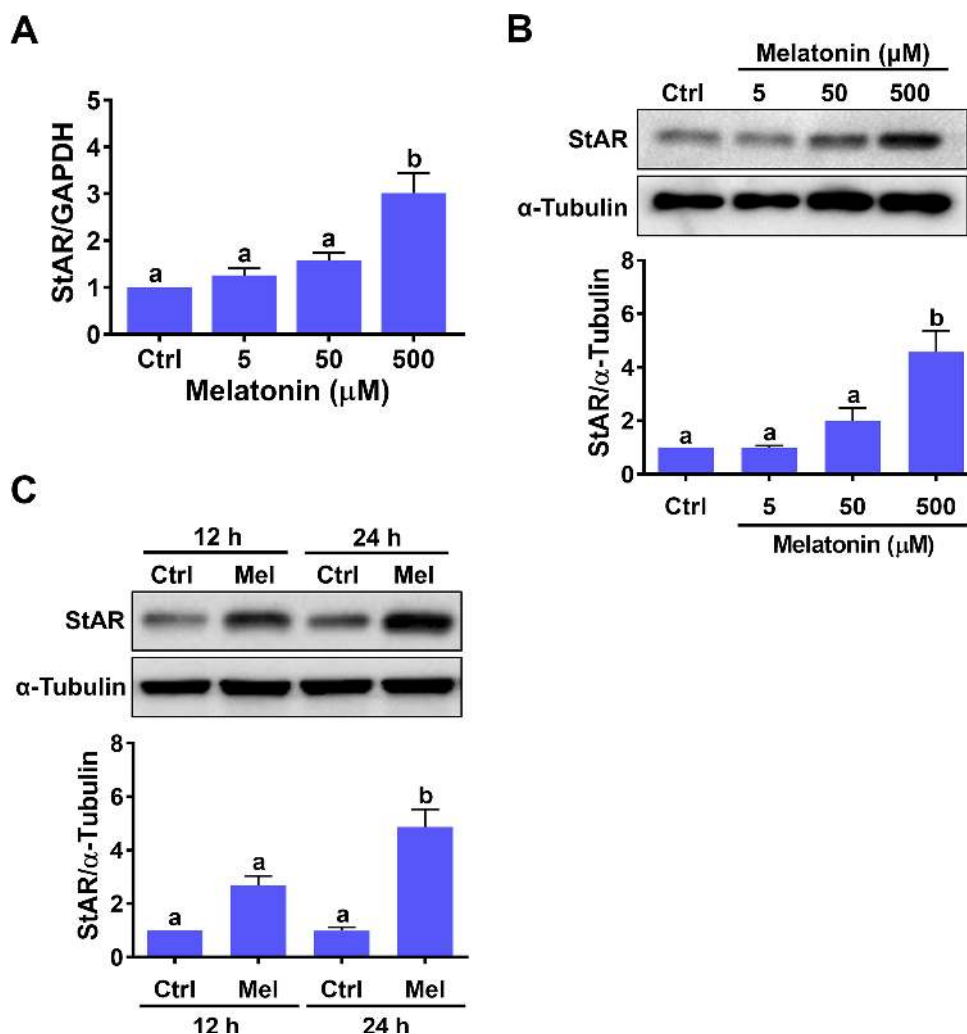 A
StAR/GAPDH
5
4
3
2
1
0
a
a
a
b
Ctrl
5
50
500
Melatonin (μM)
B
Melatonin (μM)
Ctrl 5 50 500
StAR
α-Tubulin
StAR/α-Tubulin
8
6
4
2
0
a
a
a
b
Ctrl 5 50 500
Melatonin (μM)
C
12 h 24 h
Ctrl Mel Ctrl Mel
StAR
α-Tubulin
StAR/α-Tubulin
8
6
4
2
0
a
a
a
b
Ctrl Mel Ctrl Mel
12 h 24 h